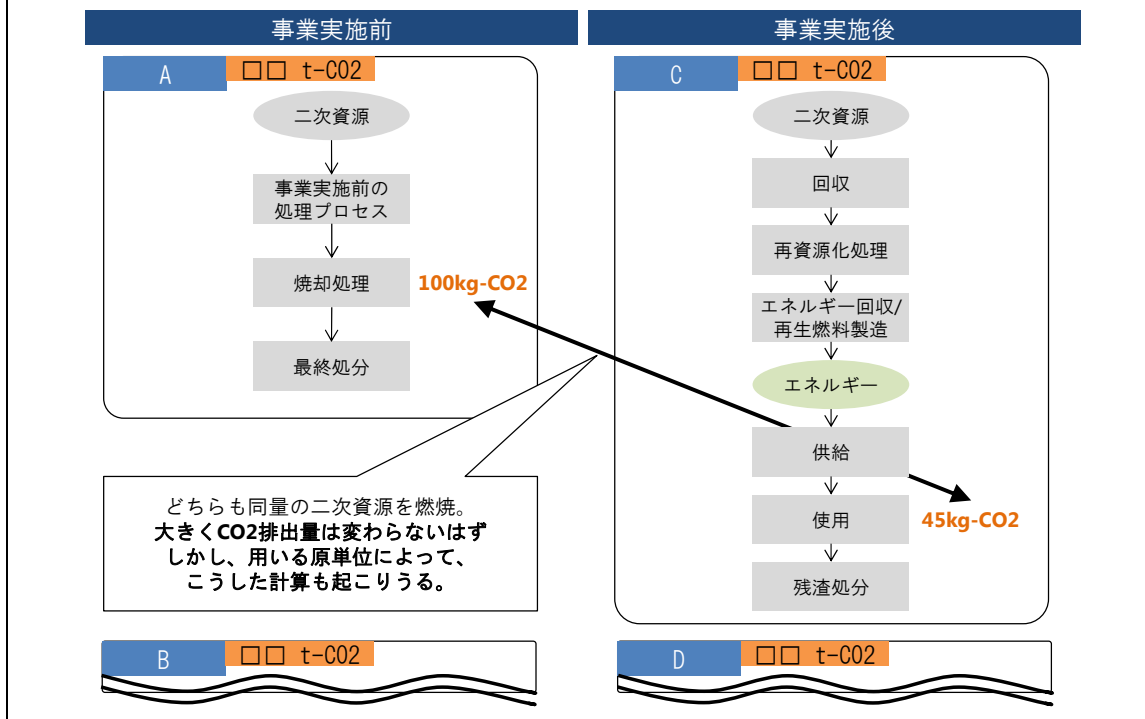 事業実施前
事業実施後
A
□□ t-CO2
二次資源
事業実施前の
処理プロセス
焼却処理
100kg-CO2
最終処分
どちらも同量の二次資源を燃焼。
大きくCO2排出量は変わらないはず
しかし、用いる原単位によって、
こうした計算も起こりうる。
B
□□ t-CO2
C
□□ t-CO2
二次資源
回収
再資源化処理
エネルギー回収/
再生燃料製造
エネルギー
供給
使用
45kg-CO2
残渣処分
D
□□ t-CO2